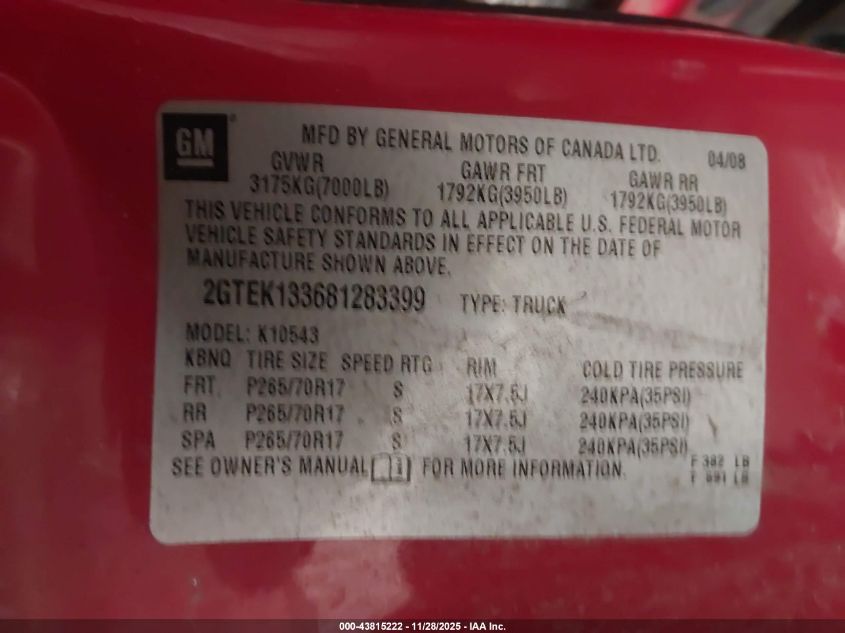 GM
MFD BY GENERAL MOTORS OF CANADA LTD. 04/08
GVWR GAWR FRT GAWR RR
3175KG(7000LB) 1792KG(3950LB) 1792KG(3950LB)
THIS VEHICLE CONFORMS TO ALL APPLICABLE U.S. FEDERAL MOTOR
VEHICLE SAFETY STANDARDS IN EFFECT ON THE DATE OF
MANUFACTURE SHOWN ABOVE.
2GTEK133681283399 TYPE: TRUCK
MODEL: K10543
KBNQ TIRE SIZE SPEED RTG RIM COLD TIRE PRESSURE
FRT P265/70R17 S 17X7.5J 240KPA(35PSI)
RR P265/70R17 S 17X7.5J 240KPA(35PSI)
SPA P265/70R17 S 17X7.5J 240KPA(35PSI)
SEE OWNER'S MANUAL FOR MORE INFORMATION.
F 382 LB
691 LB
000-43815222 - 11/28/2025 - IAA Inc.